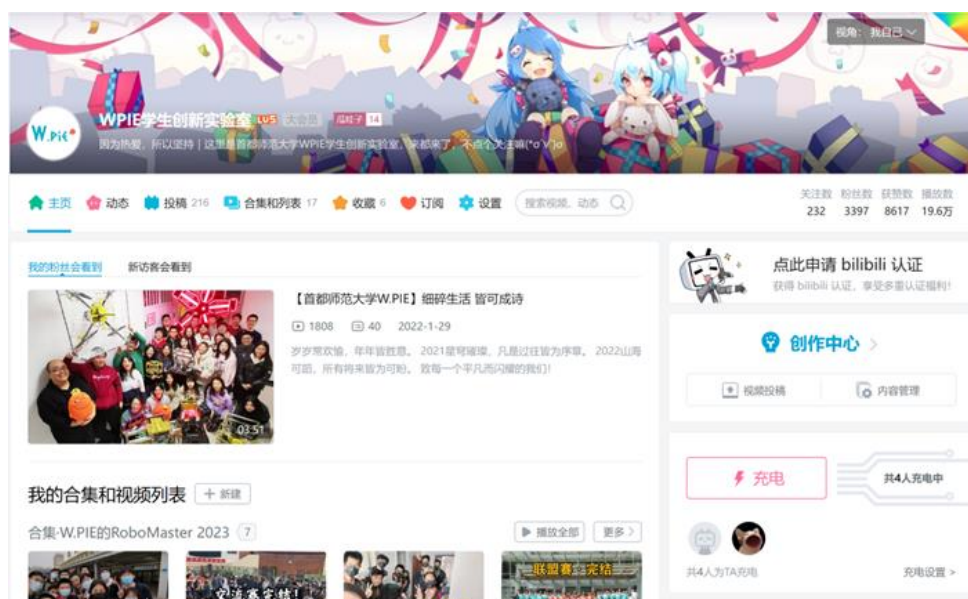 视角：我自己
W.PiE
WPIE学生创新实验室 LV5 大会员 瓜娃子 14
因为热爱，所以坚持 | 这里是首都师范大学WPIE学生创新实验室，来都来了，不点个关注嘛(*σ´∀`)σ
主页 动态 投稿 216 合集和列表 17 收藏 6 订阅 设置 搜索视频、动态
关注数 粉丝数 获赞数 播放数
232 3397 8617 19.6万
我的粉丝会看到 新访客会看到
【首都师范大学W.PIE】细碎生活 皆可成诗
1808 40 2022-1-29
岁岁常欢愉，年年皆胜意。 2021星穹璀璨，凡是过往皆为序章。 2022山海
可蹈，所有将来皆为可盼。 致每一个平凡而闪耀的我们！
03:51
点此申请 bilibili 认证
获得 bilibili 认证，享受多重认证福利！
创作中心 >
视频投稿 内容管理
充电 共4人充电中
共4人为TA充电 充电设置 >
我的合集和视频列表 + 新建
合集·W.PIE的RoboMaster 2023 7 播放全部 更多 >
交流赛完结！
联盟赛 完结